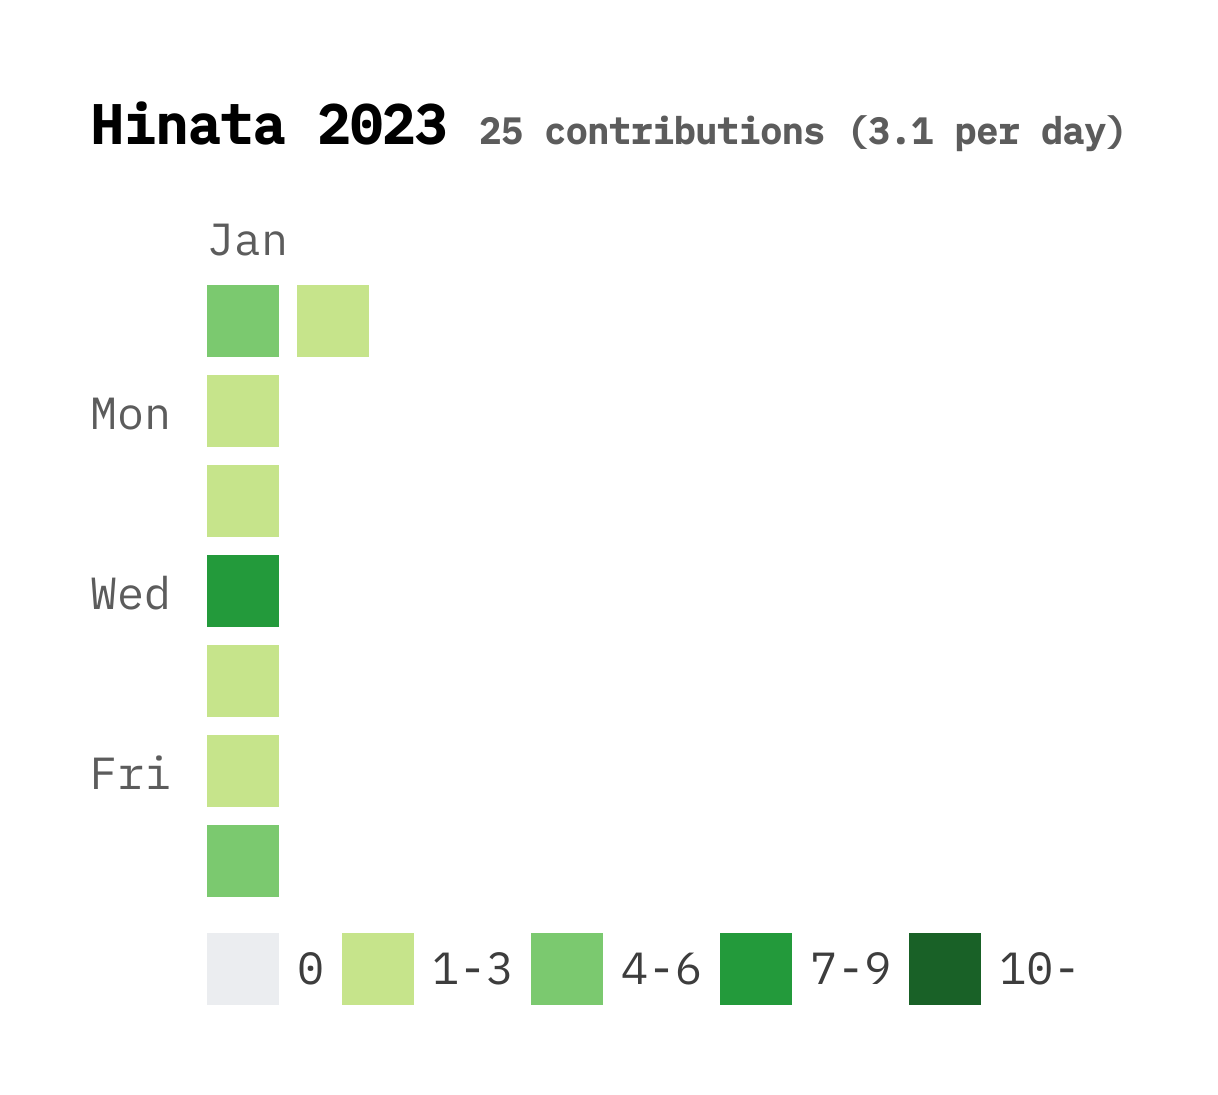 Hinata 2023 25 contributions (3.1 per day)
Jan
Mon
Wed
Fri
0 1-3 4-6 7-9 10-